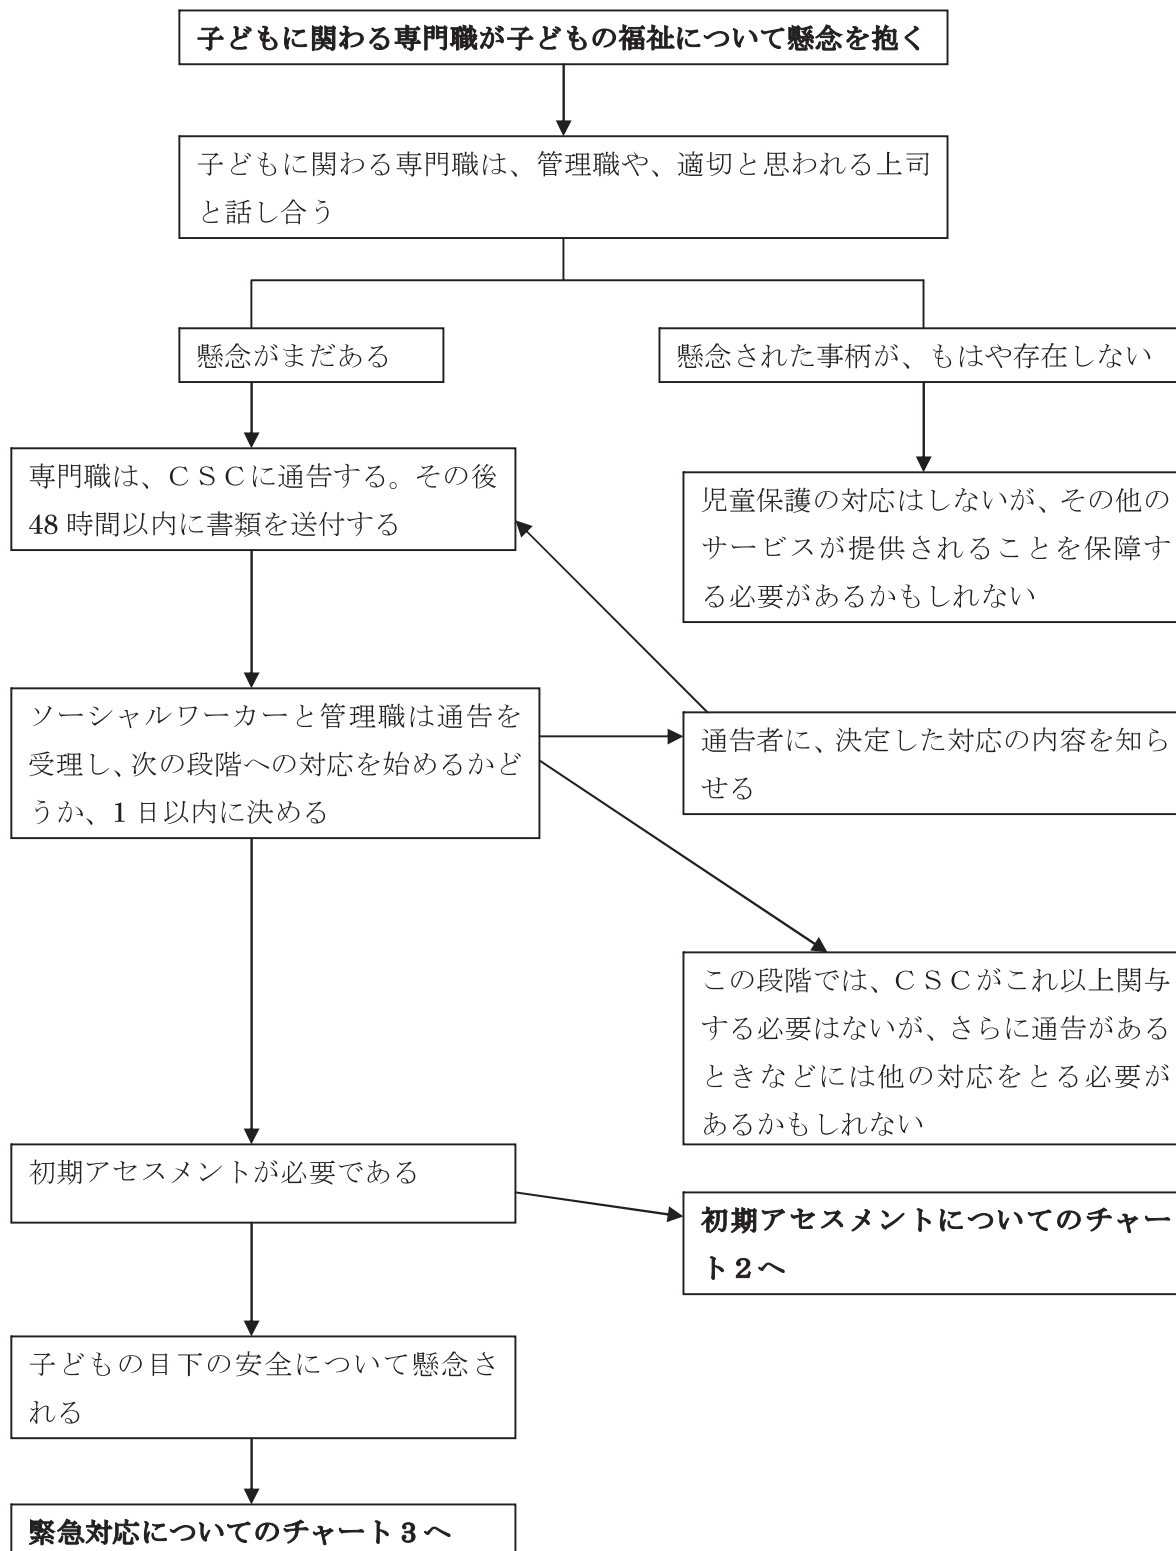 子どもに関わる専門職が子どもの福祉について懸念を抱く
子どもに関わる専門職は、管理職や、適切と思われる上司
と話し合う
懸念がまだある
懸念された事柄が、もはや存在しない
専門職は、ＣＳＣに通告する。その後
48 時間以内に書類を送付する
児童保護の対応はしないが、その他の
サービスが提供されることを保障す
る必要があるかもしれない
ソーシャルワーカーと管理職は通告を
受理し、次の段階への対応を始めるかど
うか、1 日以内に決める
通告者に、決定した対応の内容を知ら
せる
この段階では、ＣＳＣがこれ以上関与
する必要はないが、さらに通告がある
ときなどには他の対応をとる必要が
あるかもしれない
初期アセスメントが必要である
初期アセスメントについてのチャー
ト 2 へ
子どもの目下の安全について懸念さ
れる
緊急対応についてのチャート 3 へ